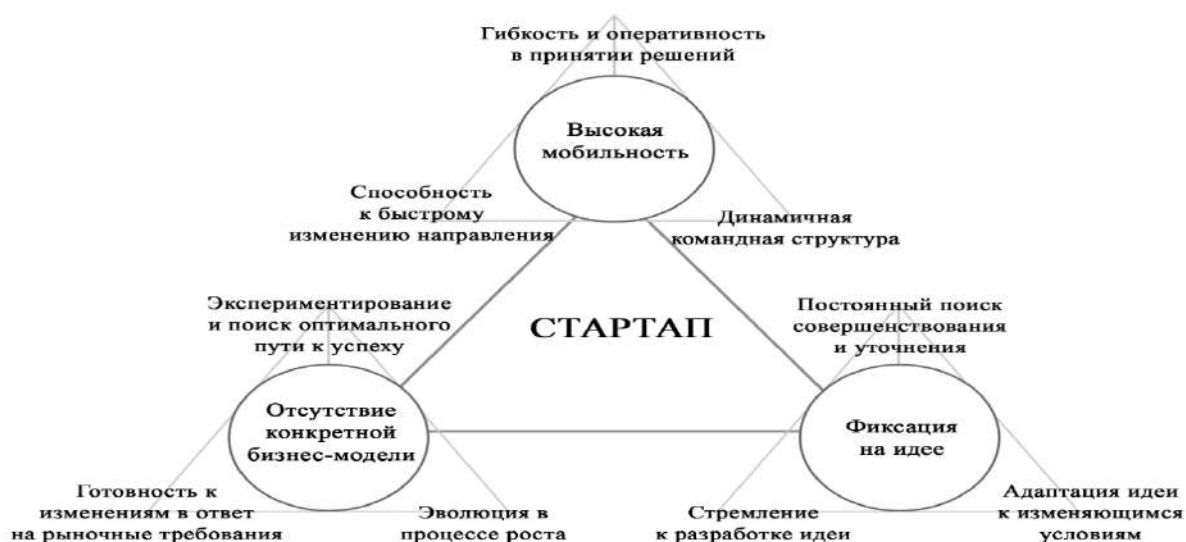 Гибкость и оперативность
в принятии решений
Высокая
мобильность
Способность
к быстрому
изменению направления
Динамичная
командная структура
Экспериментирование
и поиск оптимального
пути к успеху
СТАРТАП
Постоянный поиск
совершенствования
и уточнения
Отсутствие
конкретной
бизнес-модели
Фиксация
на идее
Готовность к
изменениям в ответ
на рыночные требования
Эволюция в
процессе роста
Стремление
к разработке идеи
Адаптация идеи
к изменяющимся
условиям